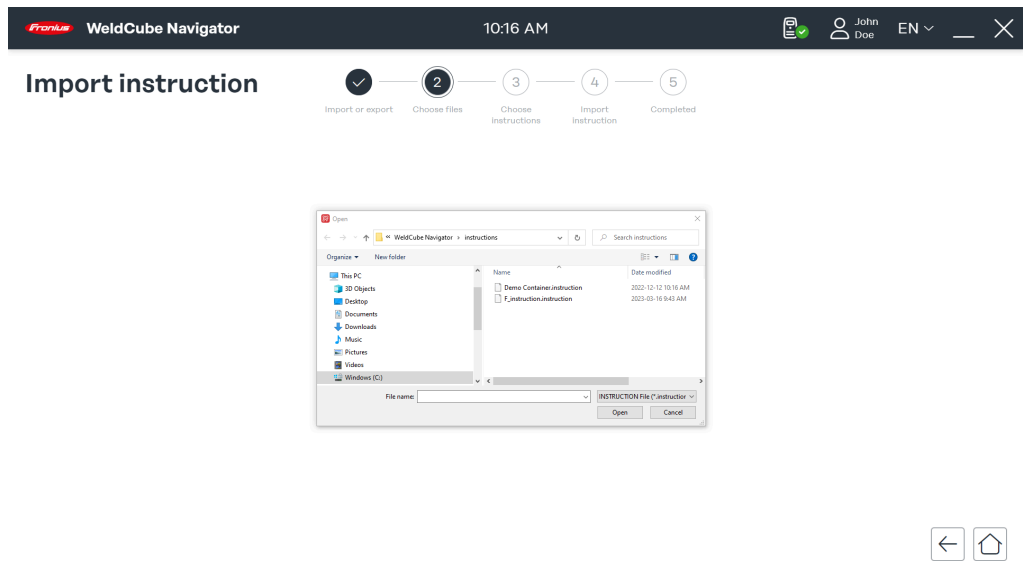 Fronius WeldCube Navigator 10:16 AM John Doe EN
Import instruction
2 3 4 5
Import or export Choose files Choose instructions Import instruction Completed
Open
« WeldCube Navigator › instructions Search instructions
Organize New folder
Name Date modified
This PC
3D Objects
Desktop
Documents
Downloads
Music
Pictures
Videos
Windows (C:)
Demo Container.instruction 2022-12-12 10:16 AM
F_instruction.instruction 2023-03-16 9:43 AM
File name: INSTRUCTION File (*.instruction
Open Cancel